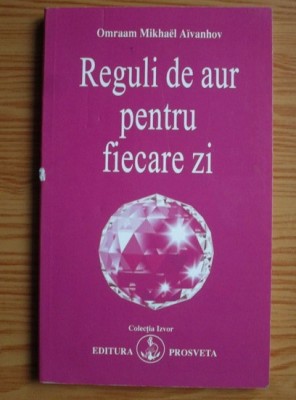 Omraam Mikhaël Aïvanhov
Reguli de aur
pentru
fiecare zi
Colecția Izvor
EDITURA PROSVETA